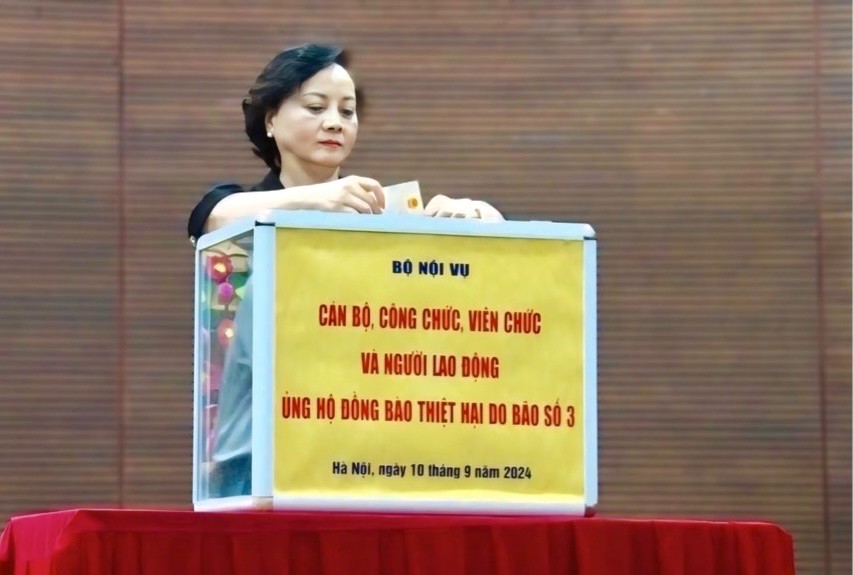 BỘ NỘI VỤ
CÁN BỘ, CÔNG CHỨC, VIÊN CHỨC
VÀ NGƯỜI LAO ĐỘNG
ỦNG HỘ ĐỒNG BÀO THIỆT HẠI DO BÃO SỐ 3
Hà Nội, ngày 10 tháng 9 năm 2024